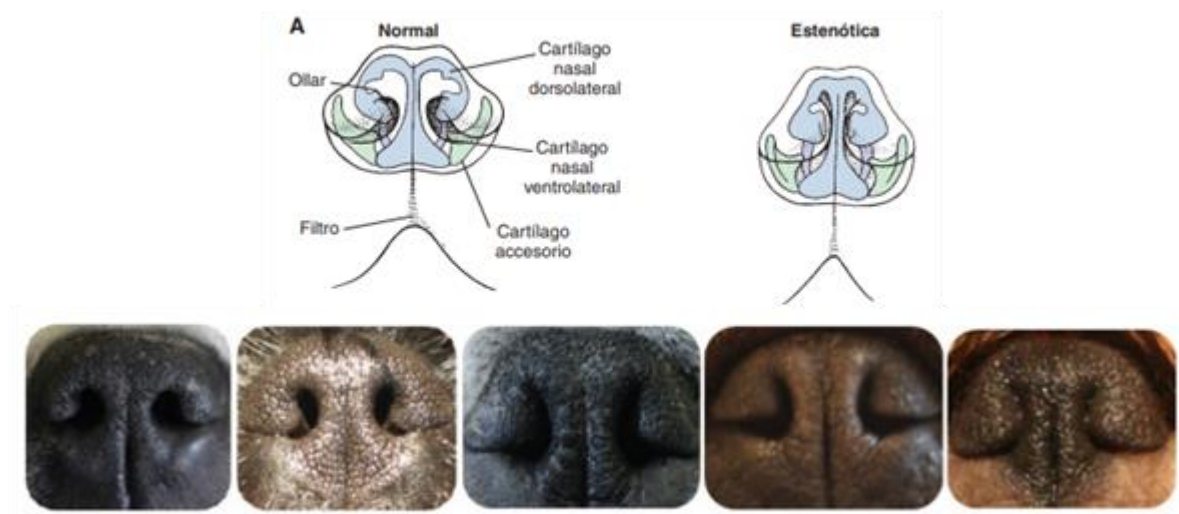 A
Normal
Estenótica
Cartílago
nasal
dorsolateral
Ollar
Cartílago
nasal
ventrolateral
Filtro
Cartílago
accesorio